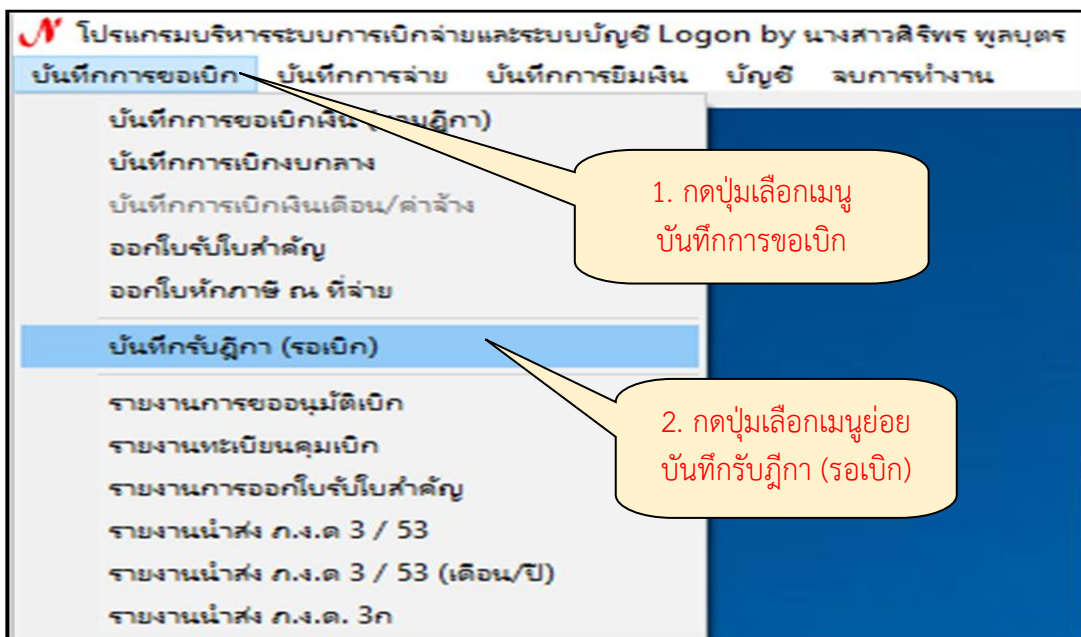 โปรแกรมบริหารระบบการเบิกจ่ายและระบบบัญชี Logon by นางสาวศิริพร พูลบุตร
บันทึกการขอเบิก บันทึกการจ่าย บันทึกการยืมเงิน บัญชี จบการทำงาน
บันทึกการขอเบิกเงิน ฎีกา)
บันทึกการเบิกงบกลาง
บันทึกการเบิกเงินเดือน/ค่าจ้าง
ออกใบรับใบสำคัญ
ออกใบหักภาษี ณ ที่จ่าย
บันทึกรับฎีกา (รอเบิก)
รายงานการขออนุมัติเบิก
รายงานทะเบียนคุมเบิก
รายงานการออกใบรับใบสำคัญ
รายงานนำส่ง ภ.ง.ด 3 / 53
รายงานนำส่ง ภ.ง.ด 3 / 53 (เดือน/ปี)
รายงานนำส่ง ภ.ง.ด. 3ก
1. กดปุ่มเลือกเมนู
บันทึกการขอเบิก
2. กดปุ่มเลือกเมนูย่อย
บันทึกรับฎีกา (รอเบิก)